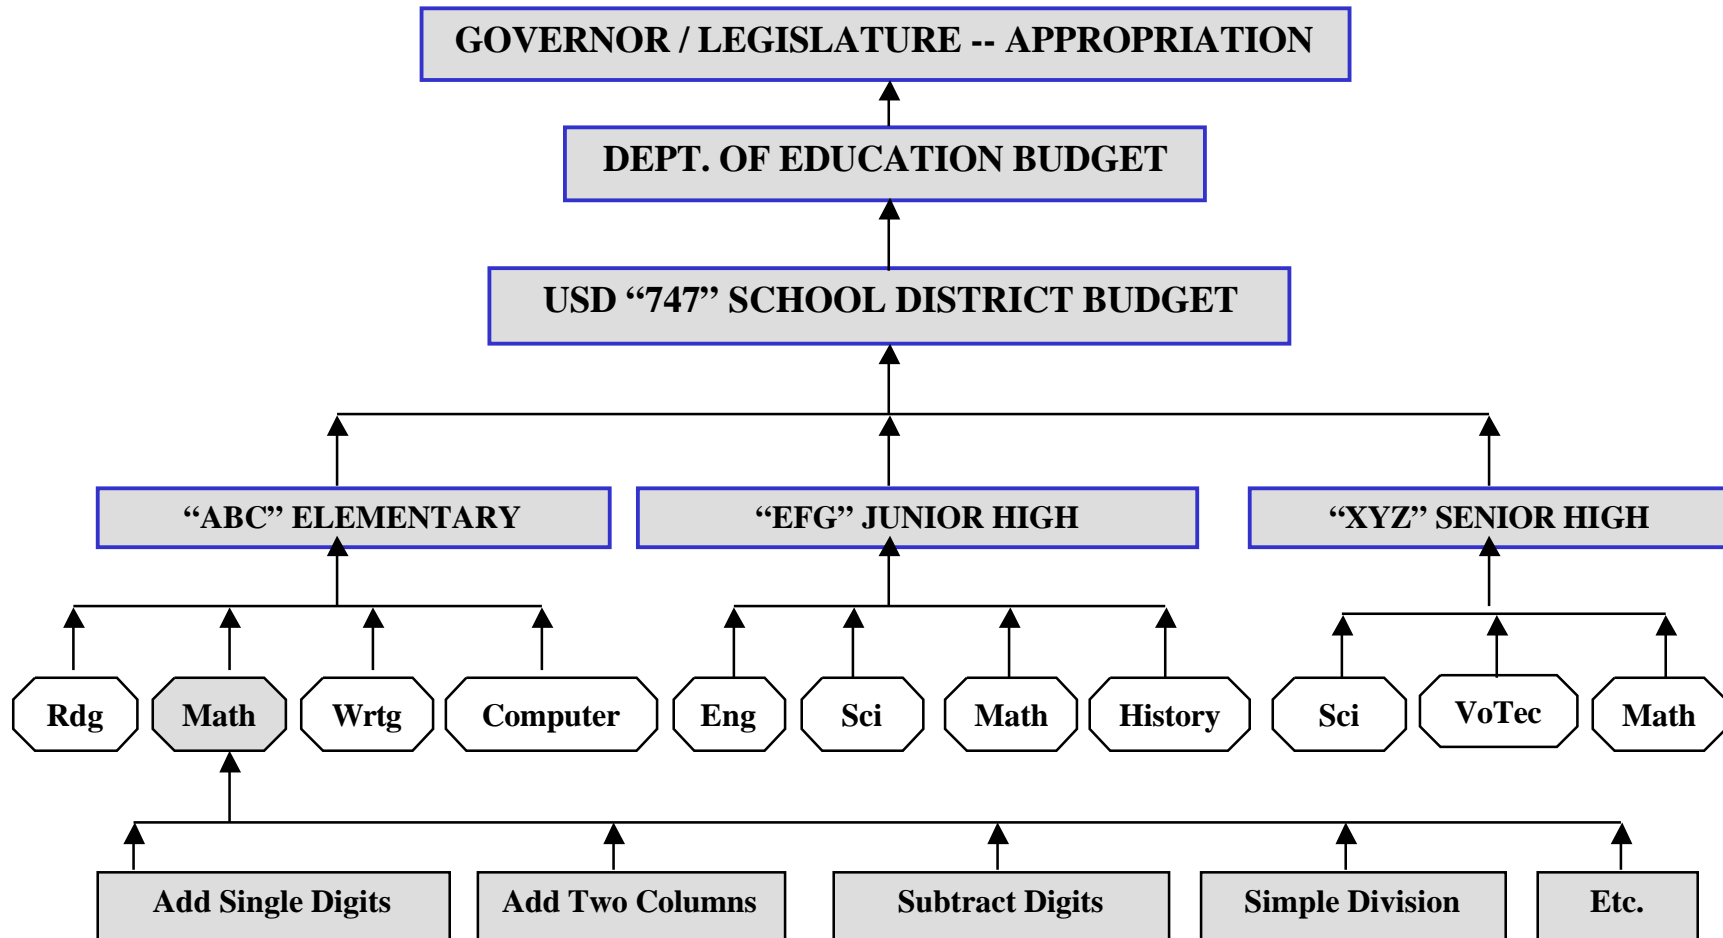 GOVERNOR / LEGISLATURE -- APPROPRIATION
DEPT. OF EDUCATION BUDGET
USD “747” SCHOOL DISTRICT BUDGET
“ABC” ELEMENTARY
“EFG” JUNIOR HIGH
“XYZ” SENIOR HIGH
Rdg
Math
Wrtg
Computer
Eng
Sci
Math
History
Sci
VoTec
Math
Add Single Digits
Add Two Columns
Subtract Digits
Simple Division
Etc.